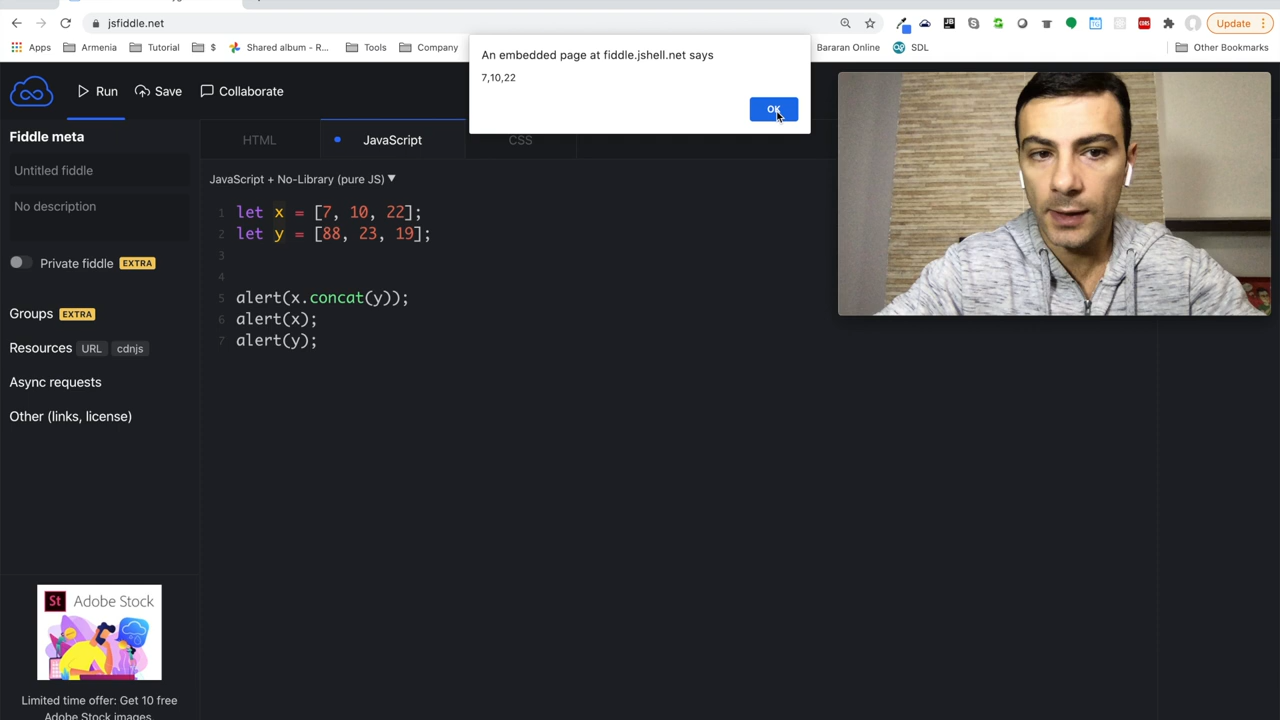 jsfiddle.net
Update
Apps
Armenia
Tutorial
$
Shared album - R...
Tools
Company
Bararan Online
SDL
Other Bookmarks
An embedded page at fiddle.jshell.net says
7,10,22
OK
Run
Save
Collaborate
Fiddle meta
Untitled fiddle
No description
Private fiddle EXTRA
Groups EXTRA
Resources URL cdnjs
Async requests
Other (links, license)
HTML
JavaScript
CSS
JavaScript + No-Library (pure JS) ▼
1 let x = [7, 10, 22];
2 let y = [88, 23, 19];
3
4
5 alert(x.concat(y));
6 alert(x);
7 alert(y);
St Adobe Stock
Limited time offer: Get 10 free
Adobe Stock images.